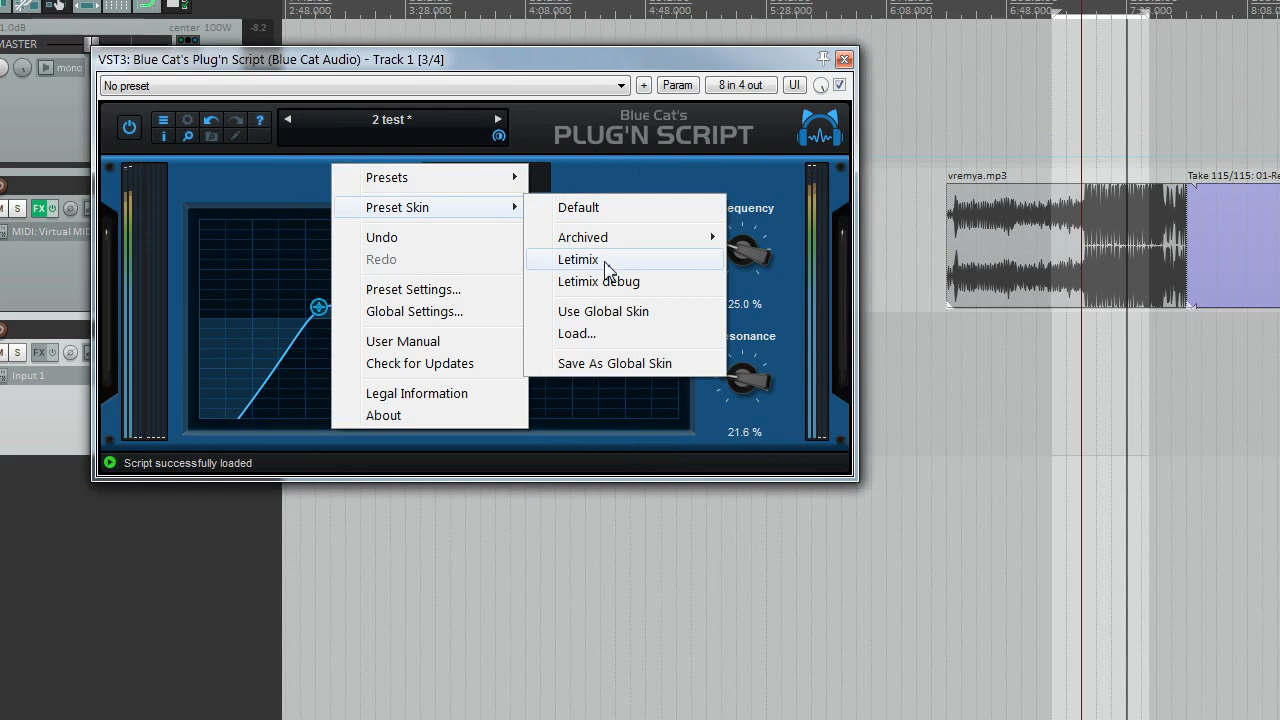 2:48.000 3:28.000 4:08.000 4:48.000 5:28.000 6:08.000 6:48.000 8:08.0
center 100W -8.2
MASTER
mono
VST3: Blue Cat's Plug'n Script (Blue Cat Audio) - Track 1 [3/4]
No preset
+
Param
8 in 4 out
UI
2 test *
Blue Cat's
PLUG'N SCRIPT
Presets
Preset Skin
Undo
Redo
Preset Settings...
Global Settings...
User Manual
Check for Updates
Legal Information
About
Default
Archived
Letimix
Letimix debug
Use Global Skin
Load...
Save As Global Skin
equency
25.0 %
sonance
21.6 %
Script successfully loaded
M S FX
MIDI: Virtual MID
S FX
Input 1
vremya.mp3
Take 115/115: 01-Re